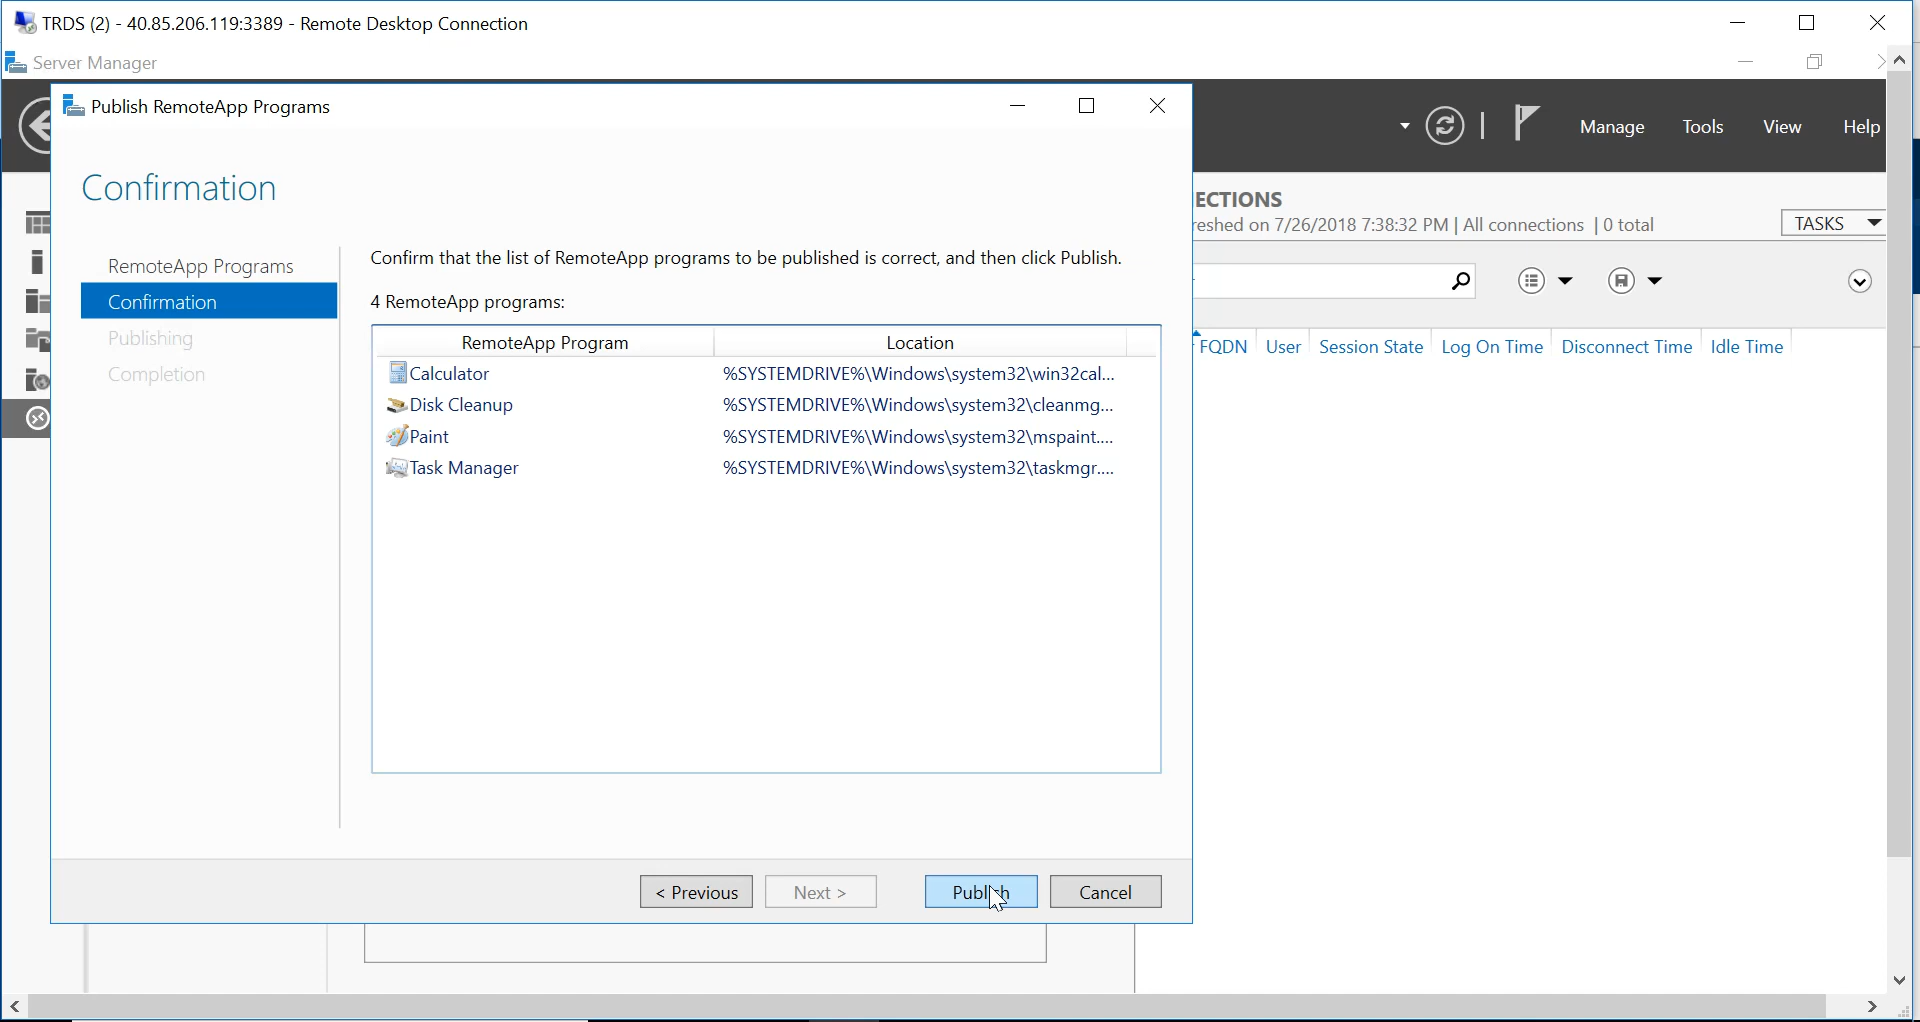 TRDS (2) - 40.85.206.119:3389 - Remote Desktop Connection
Server Manager
Publish RemoteApp Programs
Manage Tools View Help
Confirmation
ECTIONS
reshed on 7/26/2018 7:38:32 PM | All connections | 0 total
TASKS
RemoteApp Programs
Confirmation
Publishing
Completion
Confirm that the list of RemoteApp programs to be published is correct, and then click Publish.
4 RemoteApp programs:
RemoteApp Program Location
Calculator %SYSTEMDRIVE%\Windows\system32\win32cal...
Disk Cleanup %SYSTEMDRIVE%\Windows\system32\cleanmg...
Paint %SYSTEMDRIVE%\Windows\system32\mspaint....
Task Manager %SYSTEMDRIVE%\Windows\system32\taskmgr....
FQDN User Session State Log On Time Disconnect Time Idle Time
< Previous Next > Publish Cancel